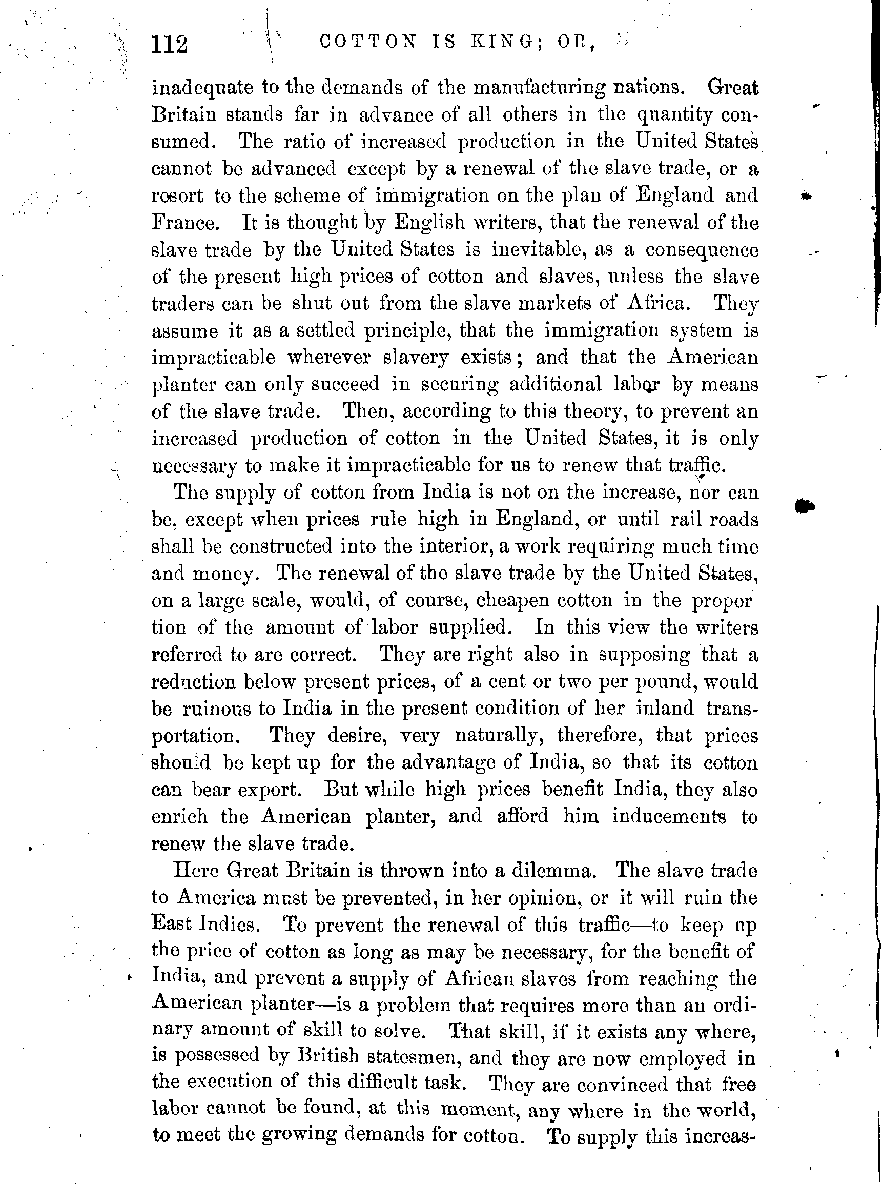 112 COTTON IS KING; OR,
inadequate to the demands of the manufacturing nations. Great
Britain stands far in advance of all others in the quantity con-
sumed. The ratio of increased production in the United States
cannot be advanced except by a renewal of the slave trade, or a
resort to the scheme of immigration on the plan of England and
France. It is thought by English writers, that the renewal of the
slave trade by the United States is inevitable, as a consequence
of the present high prices of cotton and slaves, unless the slave
traders can be shut out from the slave markets of Africa. They
assume it as a settled principle, that the immigration system is
impracticable wherever slavery exists; and that the American
planter can only succeed in securing additional labor by means
of the slave trade. Then, according to this theory, to prevent an
increased production of cotton in the United States, it is only
necessary to make it impracticable for us to renew that traffic.
The supply of cotton from India is not on the increase, nor can
be, except when prices rule high in England, or until rail roads
shall be constructed into the interior, a work requiring much time
and money. The renewal of the slave trade by the United States,
on a large scale, would, of course, cheapen cotton in the propor
tion of the amount of labor supplied. In this view the writers
referred to are correct. They are right also in supposing that a
reduction below present prices, of a cent or two per pound, would
be ruinous to India in the present condition of her inland trans-
portation. They desire, very naturally, therefore, that prices
should be kept up for the advantage of India, so that its cotton
can bear export. But while high prices benefit India, they also
enrich the American planter, and afford him inducements to
renew the slave trade.
Here Great Britain is thrown into a dilemma. The slave trade
to America must be prevented, in her opinion, or it will ruin the
East Indies. To prevent the renewal of this traffic—to keep up
the price of cotton as long as may be necessary, for the benefit of
India, and prevent a supply of African slaves from reaching the
American planter—is a problem that requires more than an ordi-
nary amount of skill to solve. That skill, if it exists any where,
is possessed by British statesmen, and they are now employed in
the execution of this difficult task. They are convinced that free
labor cannot be found, at this moment, any where in the world,
to meet the growing demands for cotton. To supply this increas-